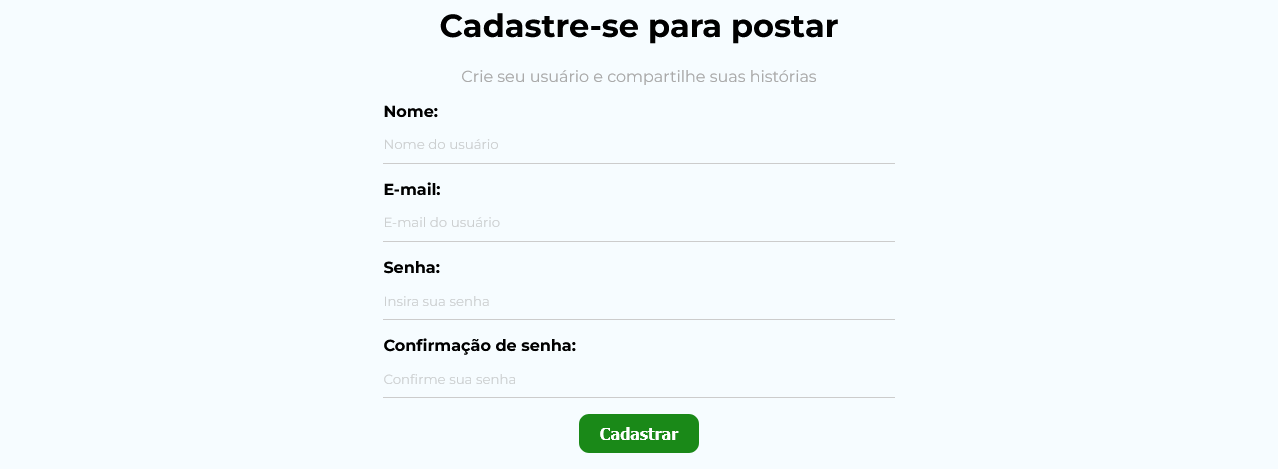 Cadastre-se para postar
Crie seu usuário e compartilhe suas histórias
Nome:
Nome do usuário
E-mail:
E-mail do usuário
Senha:
Insira sua senha
Confirmação de senha:
Confirme sua senha
Cadastrar